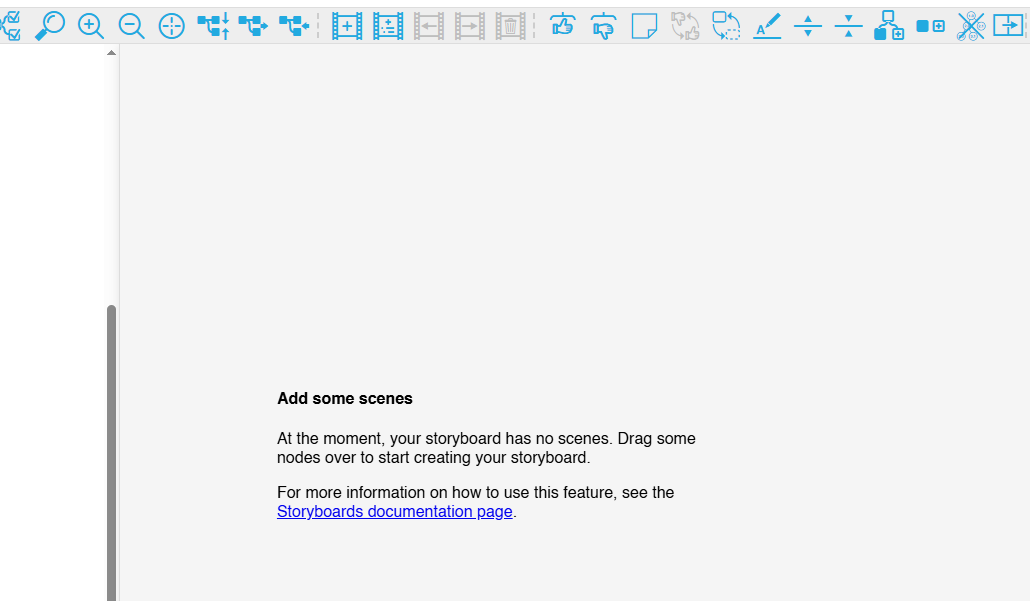 Add some scenes
At the moment, your storyboard has no scenes. Drag some
nodes over to start creating your storyboard.
For more information on how to use this feature, see the
Storyboards documentation page.